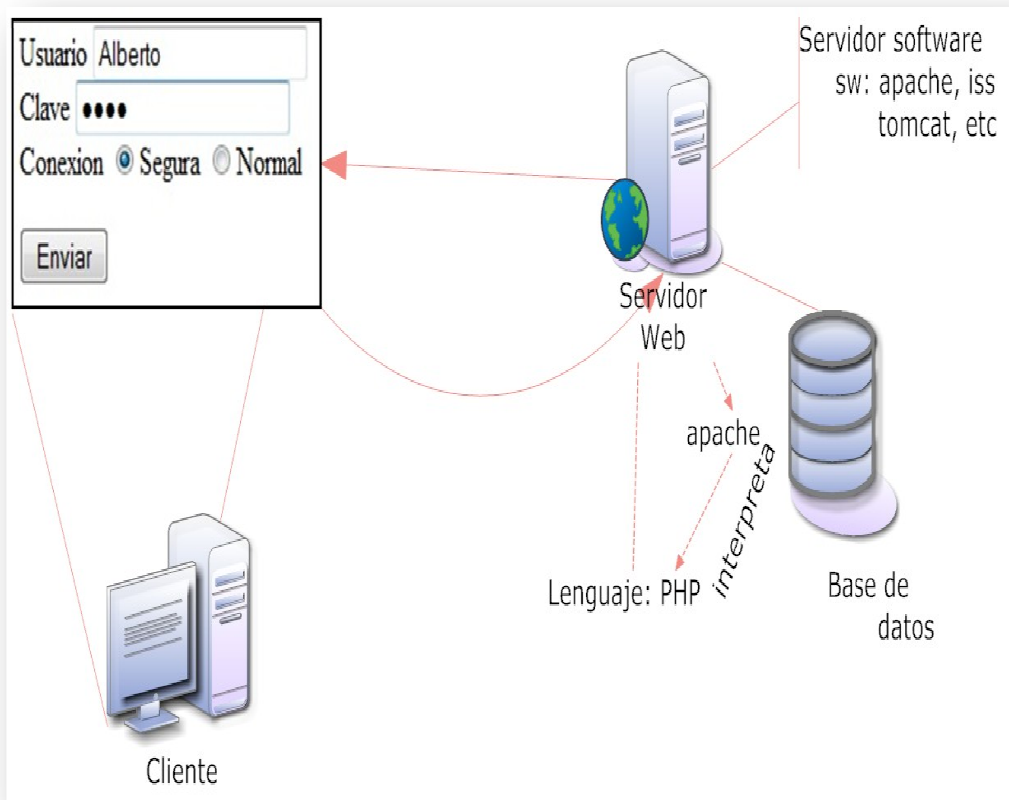 Usuario Alberto
Clave ••••
Conexion Segura Normal
Enviar
Servidor software
sw: apache, iss
tomcat, etc
Servidor
Web
apache
interpreta
Lenguaje: PHP
Base de
datos
Cliente